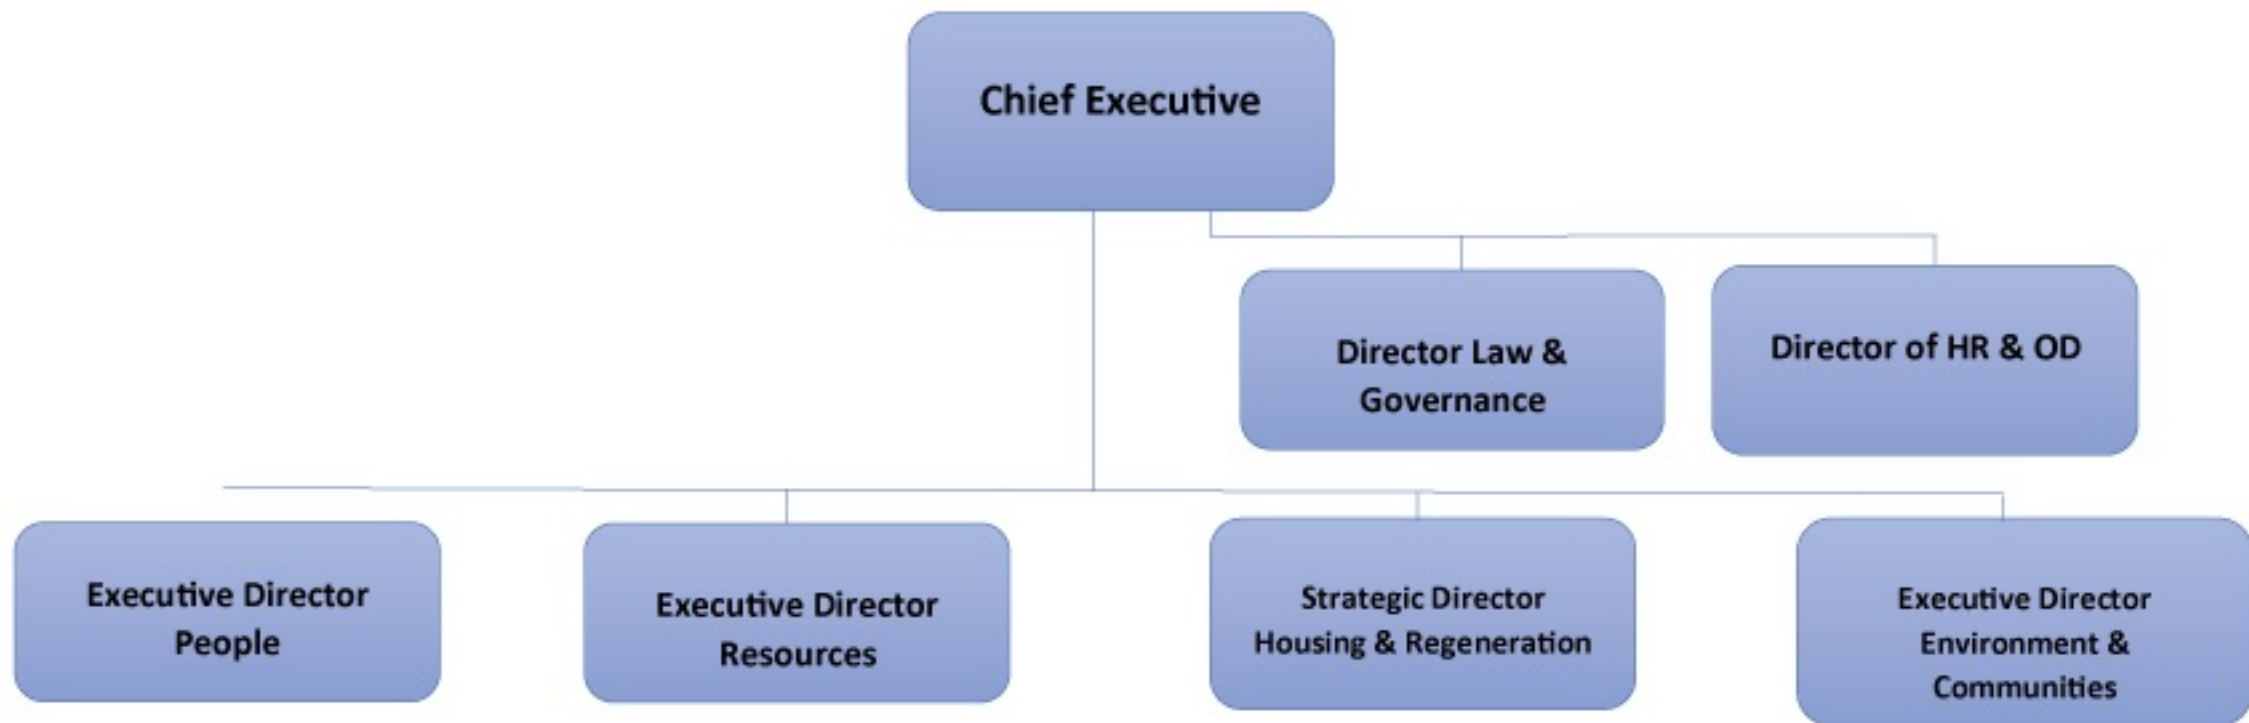 Chief Executive
Director Law &
Governance
Director of HR & OD
Executive Director
People
Executive Director
Resources
Strategic Director
Housing & Regeneration
Executive Director
Environment &
Communities